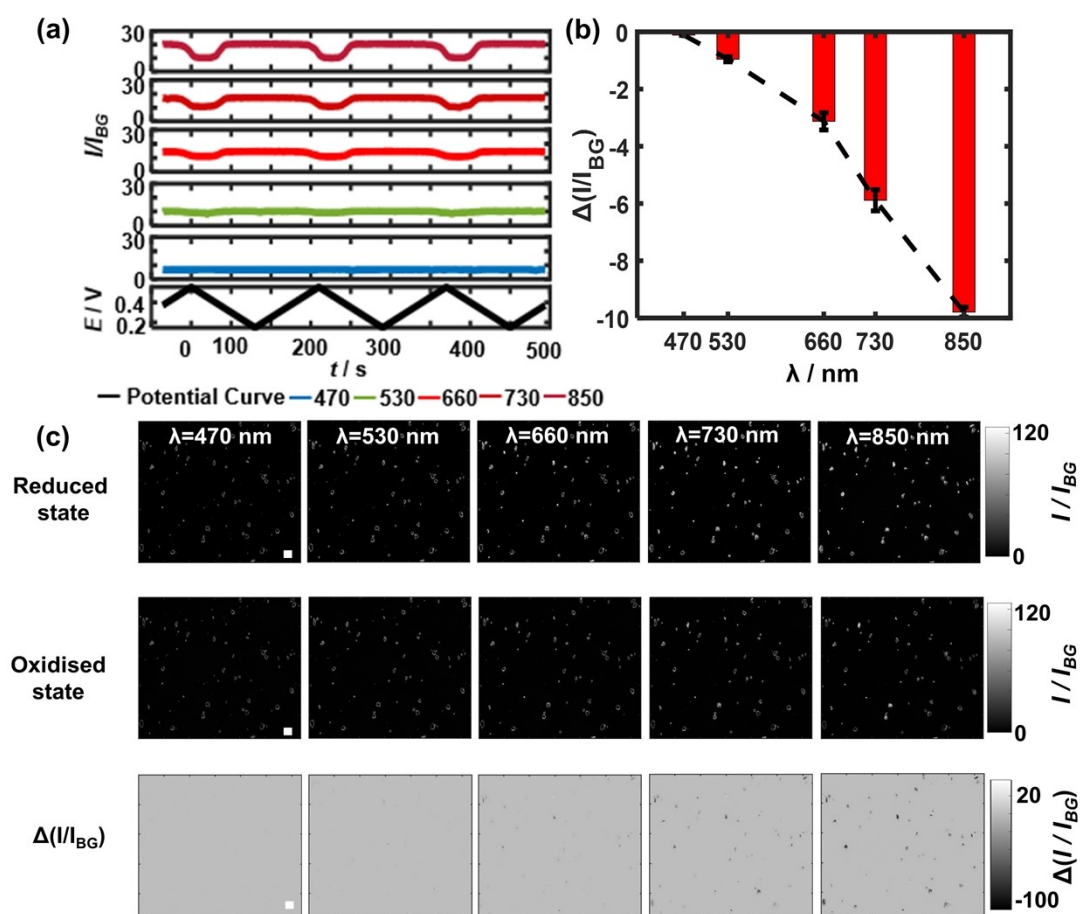 (a)
30
0
30
0
30
0
30
0
30
0
I/I_BG
0.4
0.2
E / V
0 100 200 300 400 500
t / s
Potential Curve 470 530 660 730 850
(b)
0
-2
-4
-6
-8
-10
Δ(I/I_BG)
470 530 660 730 850
λ / nm
(c)
λ=470 nm λ=530 nm λ=660 nm λ=730 nm λ=850 nm
Reduced
state
120
0
I / I_BG
Oxidised
state
120
0
I / I_BG
Δ(I/I_BG)
20
-100
Δ(I / I_BG)